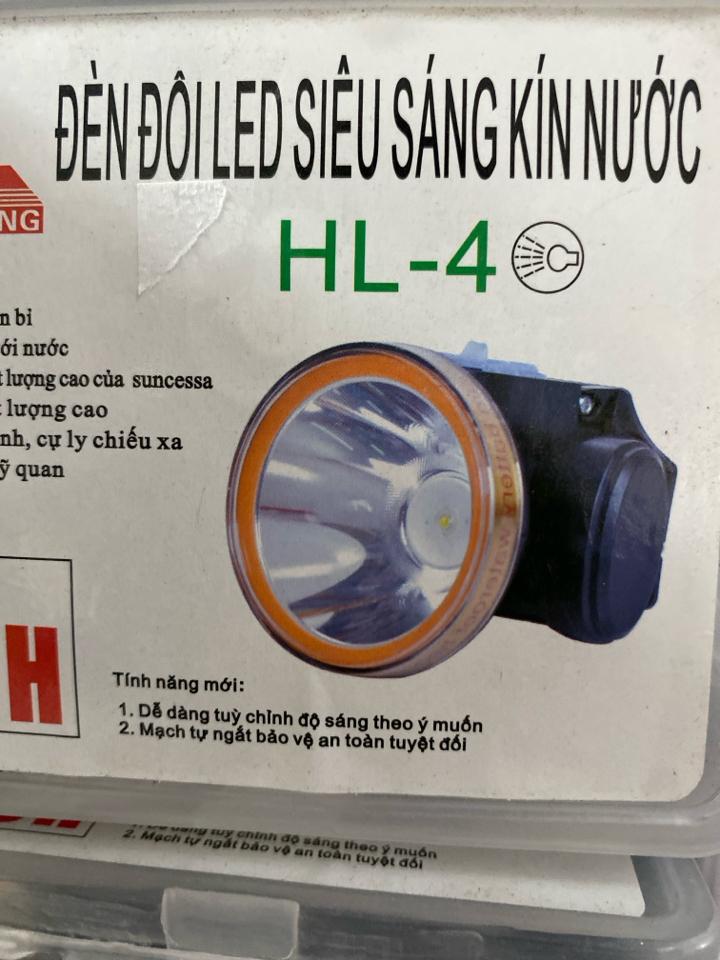 ĐÈN ĐÔI LED SIÊU SÁNG KÍN NƯỚC
NG
HL-4
n bỉ
ới nước
t lượng cao của suncessa
t lượng cao
nh, cự ly chiếu xa
ỹ quan
H
Tính năng mới:
1. Dễ dàng tuỳ chỉnh độ sáng theo ý muốn
2. Mạch tự ngắt bảo vệ an toàn tuyệt đối
1. Dễ dàng tuỳ chỉnh độ sáng theo ý muốn
2. Mạch tự ngắt bảo vệ an toàn tuyệt đối